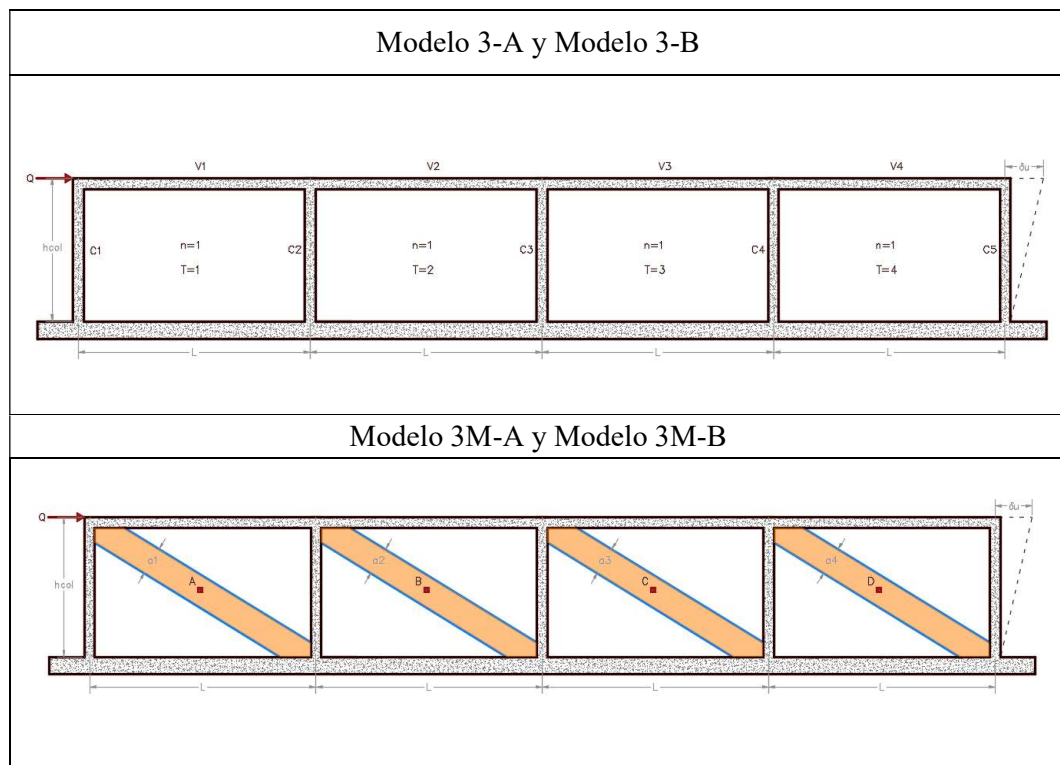 Modelo 3-A y Modelo 3-B
V1 V2 V3 V4 δu
Q
hcol C1 n=1 C2 n=1 C3 n=1 C4 n=1 C5
T=1 T=2 T=3 T=4
L L L L
Modelo 3M-A y Modelo 3M-B
Q δu
hcol a1 a2 a3 a4
A B C D
L L L L